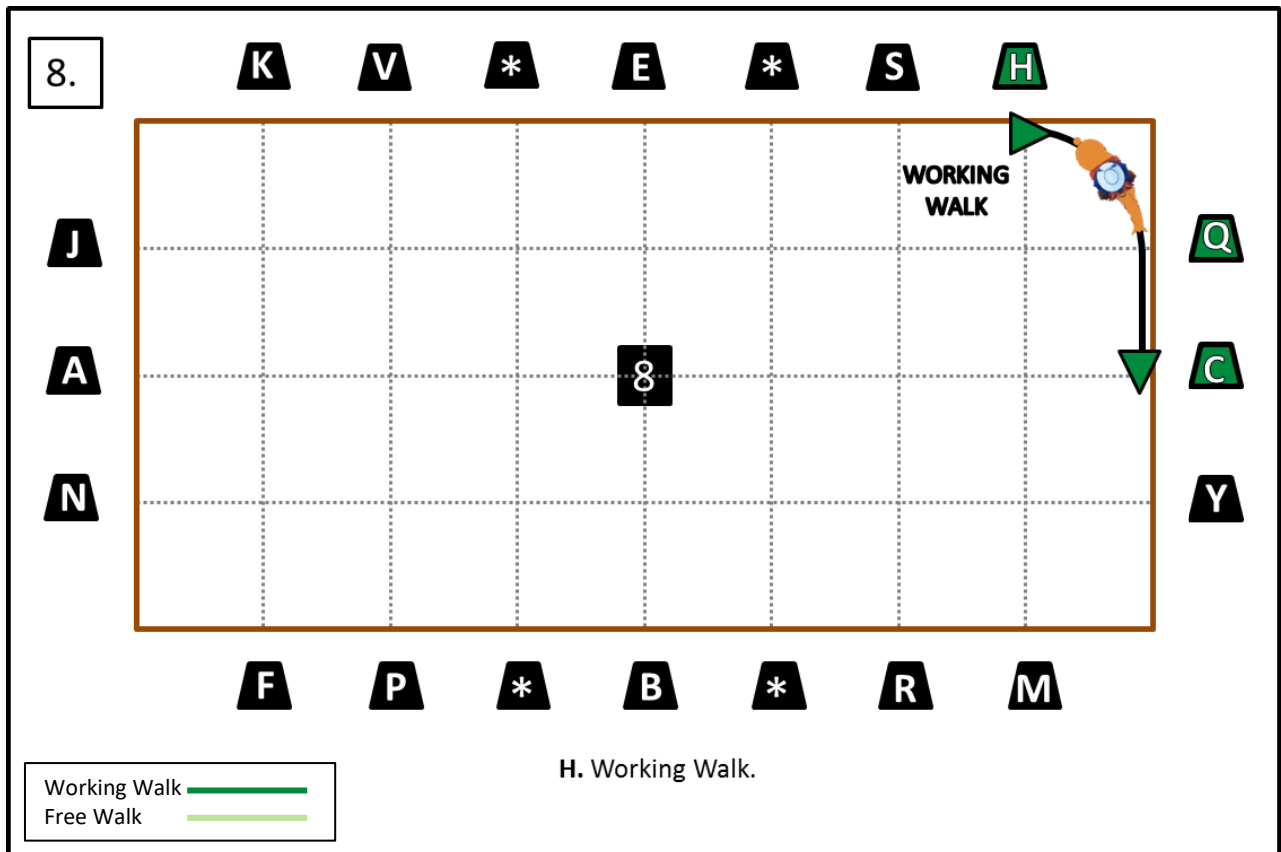 8.
K V * E * S H
WORKING
WALK
J
Q
A
8
C
N
Y
F P * B * R M
H. Working Walk.
Working Walk
Free Walk